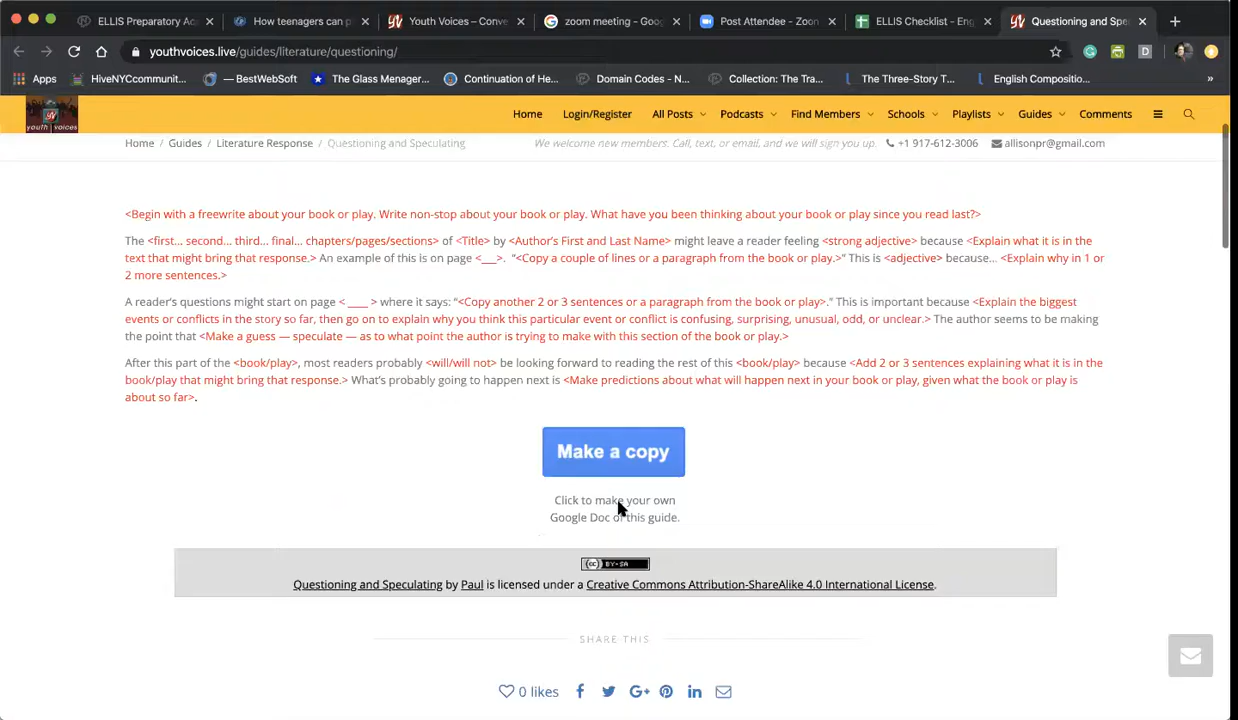 ELLIS Preparatory Ac
How teenagers can p
Youth Voices – Conve
zoom meeting - Goog
Post Attendee - Zoon
ELLIS Checklist - Eng
Questioning and Spe
youthvoices.live/guides/literature/questioning/
Apps
HiveNYCcommunit...
— BestWebSoft
The Glass Menager...
Continuation of He...
Domain Codes - N...
Collection: The Tra...
The Three-Story T...
English Compositio...
»
youth voices
Home
Login/Register
All Posts
Podcasts
Find Members
Schools
Playlists
Guides
Comments
Home / Guides / Literature Response / Questioning and Speculating
We welcome new members. Call, text, or email, and we will sign you up.
+1 917-612-3006
allisonpr@gmail.com
<Begin with a freewrite about your book or play. Write non-stop about your book or play. What have you been thinking about your book or play since you read last?>
The <first... second... third... final... chapters/pages/sections> of <Title> by <Author's First and Last Name> might leave a reader feeling <strong adjective> because <Explain what it is in the
text that might bring that response.> An example of this is on page <___>. "<Copy a couple of lines or a paragraph from the book or play.>" This is <adjective> because... <Explain why in 1 or
2 more sentences.>
A reader's questions might start on page < ____ > where it says: "<Copy another 2 or 3 sentences or a paragraph from the book or play>." This is important because <Explain the biggest
events or conflicts in the story so far, then go on to explain why you think this particular event or conflict is confusing, surprising, unusual, odd, or unclear.> The author seems to be making
the point that <Make a guess — speculate — as to what point the author is trying to make with this section of the book or play.>
After this part of the <book/play>, most readers probably <will/will not> be looking forward to reading the rest of this <book/play> because <Add 2 or 3 sentences explaining what it is in the
book/play that might bring that response.> What's probably going to happen next is <Make predictions about what will happen next in your book or play, given what the book or play is
about so far>.
Make a copy
Click to make your own
Google Doc of this guide.
cc BY-SA
Questioning and Speculating by Paul is licensed under a Creative Commons Attribution-ShareAlike 4.0 International License.
SHARE THIS
0 likes